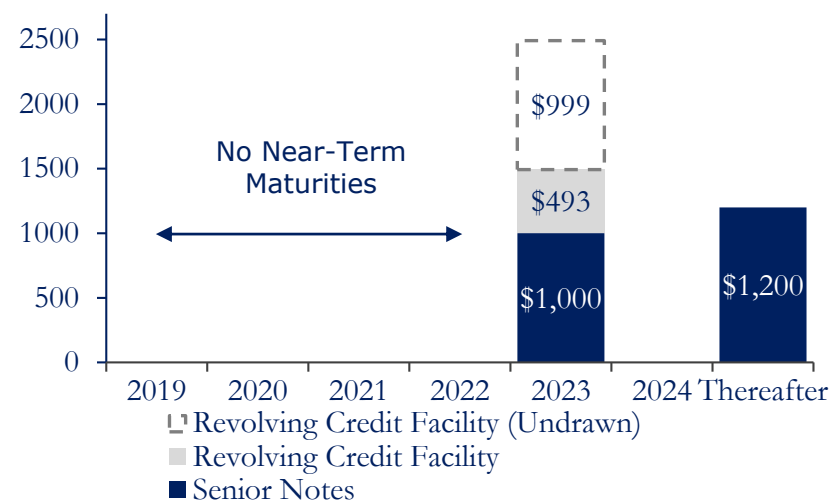 2500
2000
1500
1000
500
0
$999
No Near-Term
Maturities
$493
$1,000
$1,200
2019 2020 2021 2022 2023 2024 Thereafter
Revolving Credit Facility (Undrawn)
Revolving Credit Facility
Senior Notes